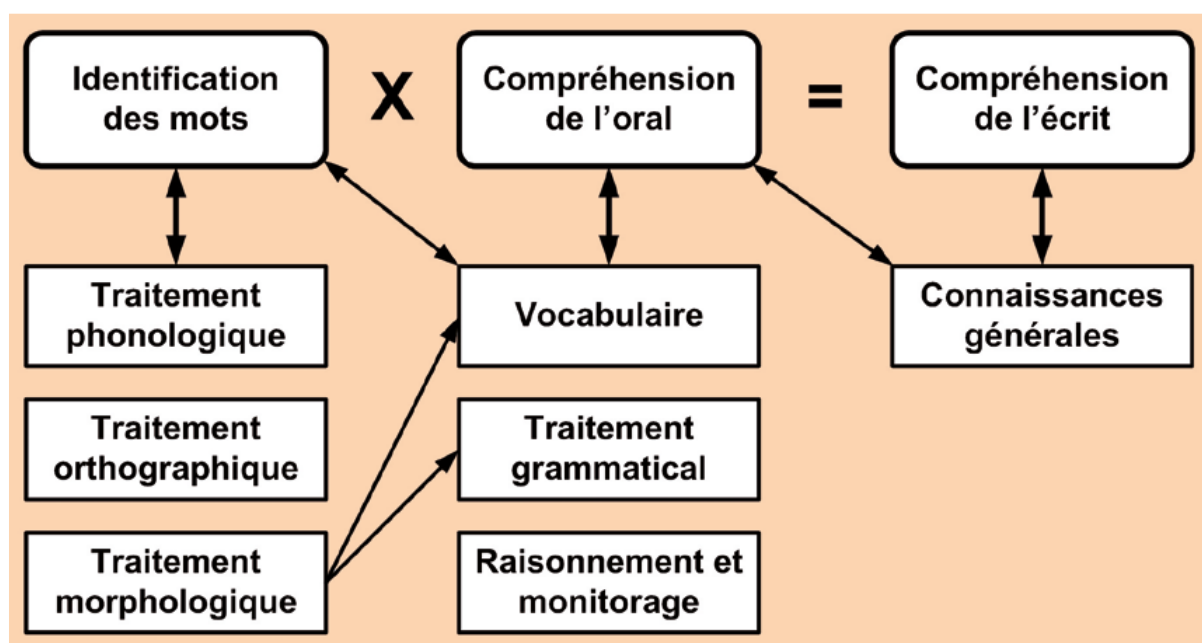 Identification
des mots
X
Compréhension
de l’oral
=
Compréhension
de l’écrit
Traitement
phonologique
Vocabulaire
Connaissances
générales
Traitement
orthographique
Traitement
grammatical
Traitement
morphologique
Raisonnement et
monitorage